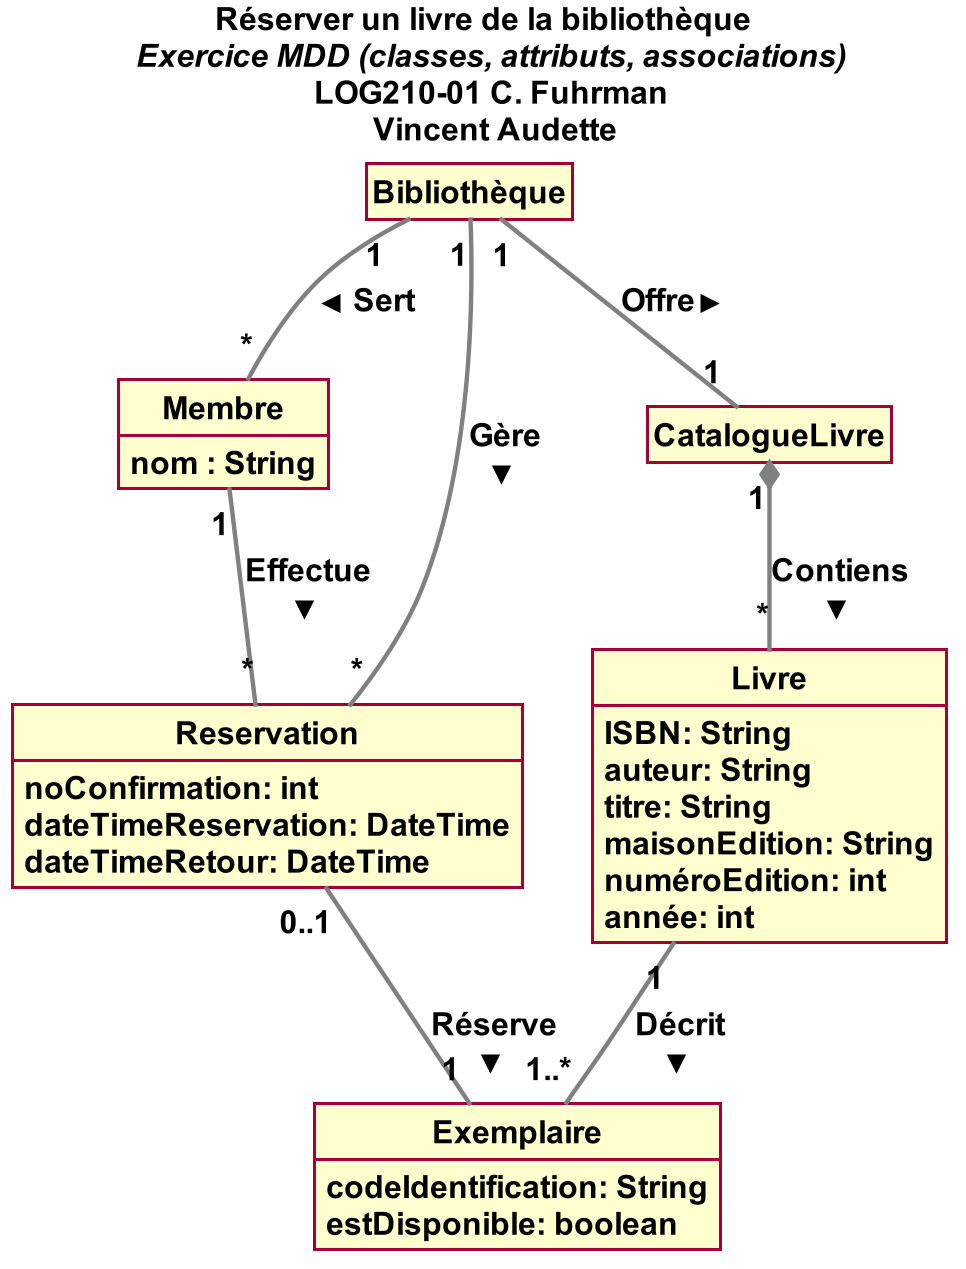 Réserver un livre de la bibliothèque
Exercice MDD (classes, attributs, associations)
LOG210-01 C. Fuhrman
Vincent Audette
Bibliothèque
1
1
1
◄ Sert
Offre►
*
1
Membre
nom : String
Gère
▼
CatalogueLivre
1
1
Effectue
▼
Contiens
▼
*
*
*
Reservation
noConfirmation: int
dateTimeReservation: DateTime
dateTimeRetour: DateTime
Livre
ISBN: String
auteur: String
titre: String
maisonEdition: String
numéroEdition: int
année: int
0..1
1
Réserve
▼
Décrit
▼
1
1..*
Exemplaire
codeIdentification: String
estDisponible: boolean